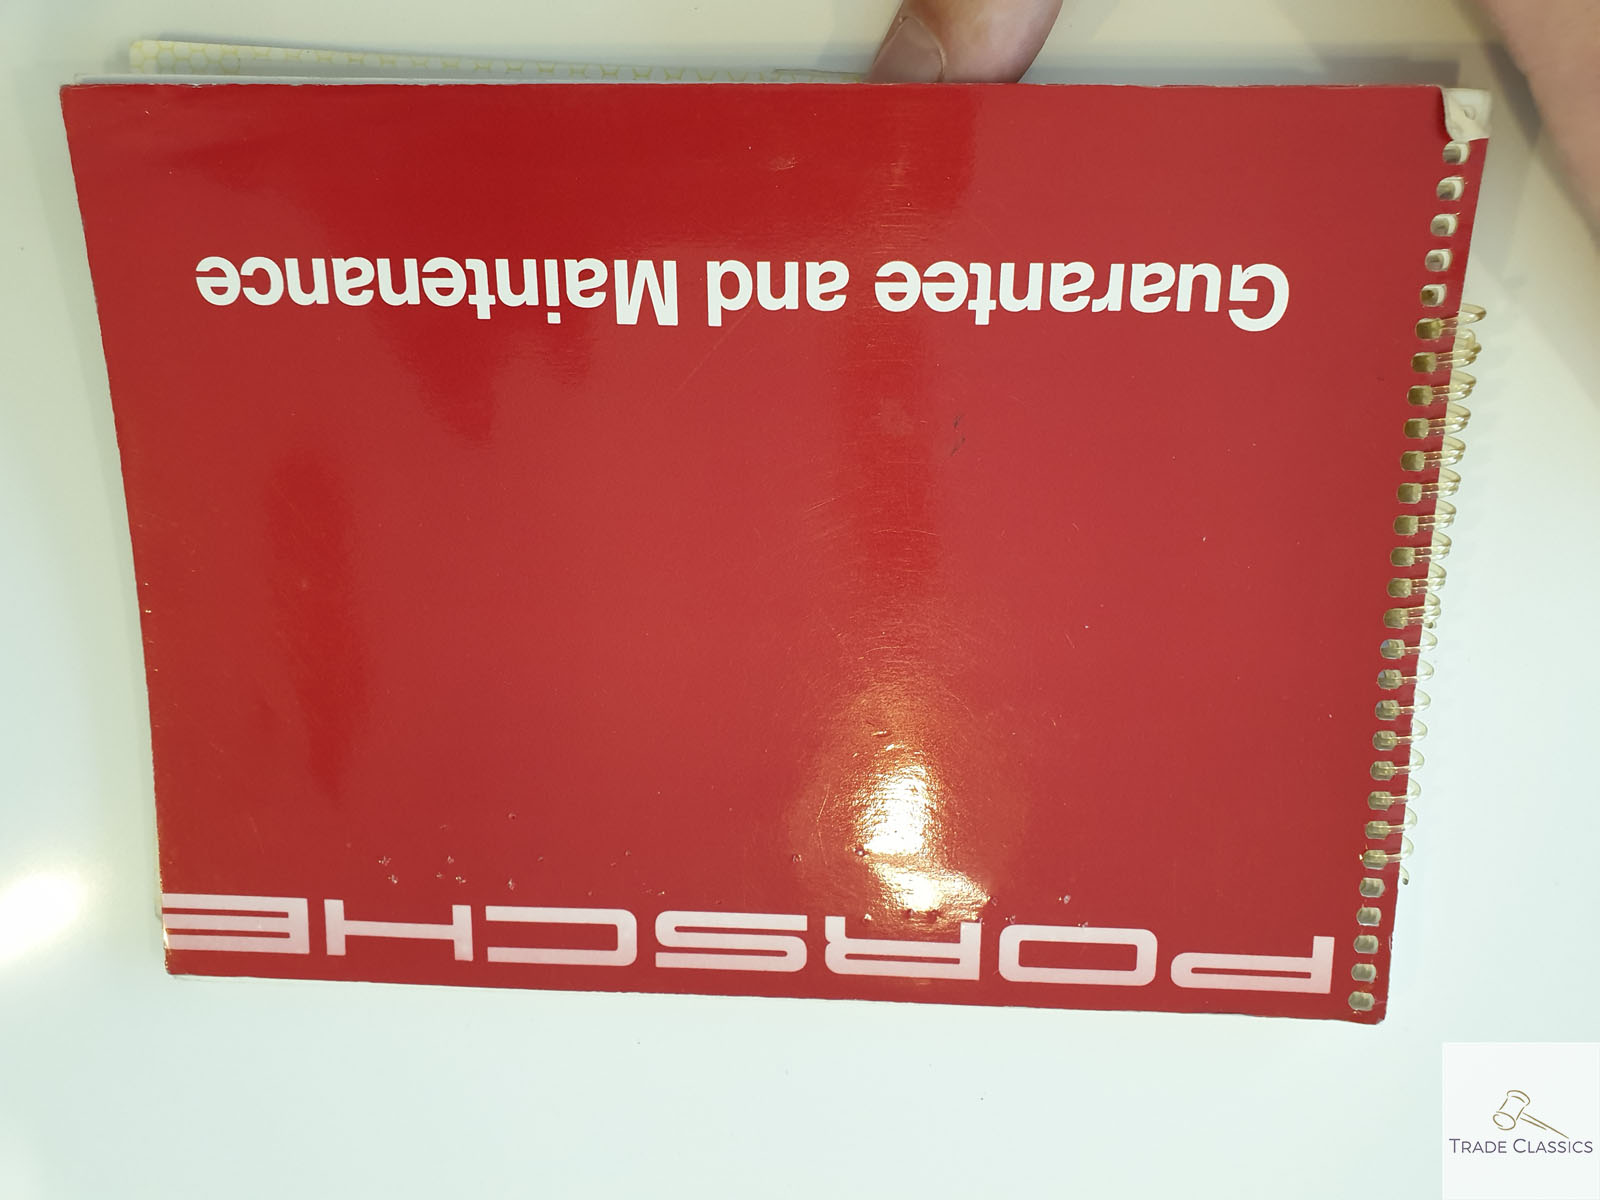 PORSCHE
Guarantee and Maintenance
TRADE CLASSICS